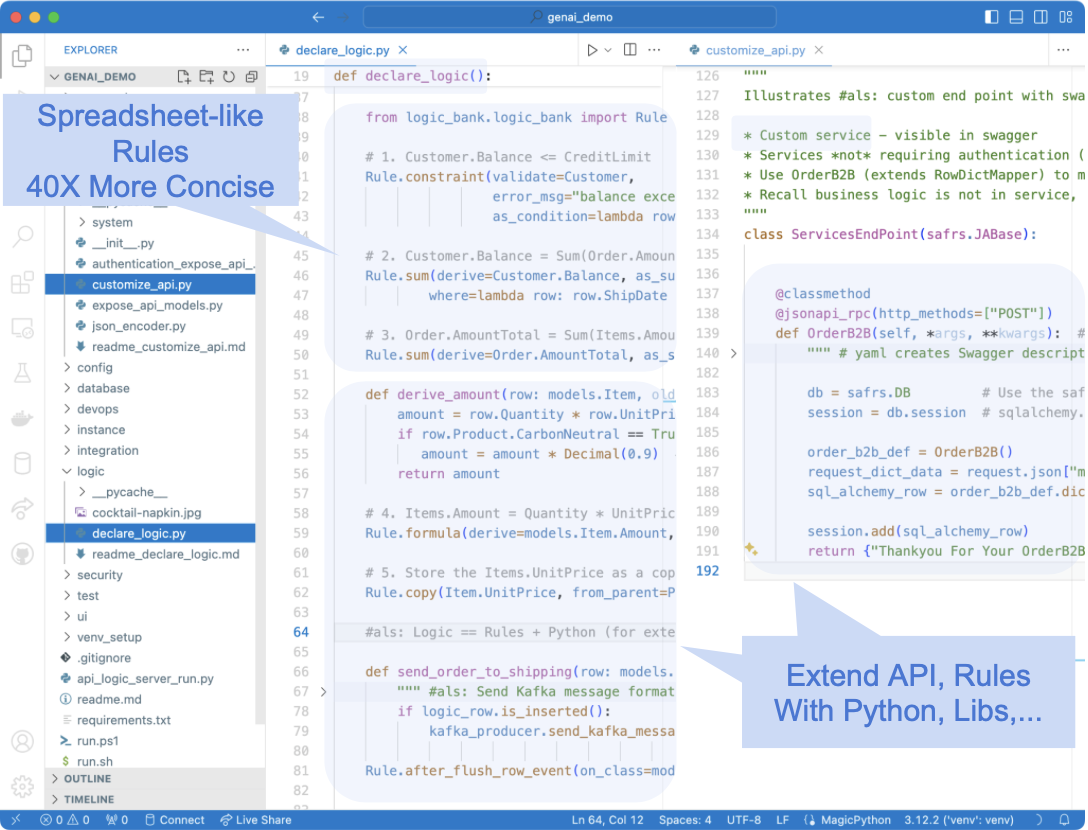 genai_demo
EXPLORER
GENAI_DEMO
system
__init__.py
authentication_expose_api_.
customize_api.py
expose_api_models.py
json_encoder.py
readme_customize_api.md
config
database
devops
instance
integration
logic
__pycache__
cocktail-napkin.jpg
declare_logic.py
readme_declare_logic.md
security
test
ui
venv_setup
.gitignore
api_logic_server_run.py
readme.md
requirements.txt
run.ps1
run.sh
OUTLINE
TIMELINE
Spreadsheet-like
Rules
40X More Concise
declare_logic.py
19 def declare_logic():
from logic_bank.logic_bank import Rule
# 1. Customer.Balance <= CreditLimit
Rule.constraint(validate=Customer,
error_msg="balance exce
43 as_condition=lambda row
44
45 # 2. Customer.Balance = Sum(Order.Amoun
46 Rule.sum(derive=Customer.Balance, as_su
47 where=lambda row: row.ShipDate
48
49 # 3. Order.AmountTotal = Sum(Items.Amou
50 Rule.sum(derive=Order.AmountTotal, as_s
51
52 def derive_amount(row: models.Item, old
53 amount = row.Quantity * row.UnitPri
54 if row.Product.CarbonNeutral == Tru
55 amount = amount * Decimal(0.9)
56 return amount
57
58 # 4. Items.Amount = Quantity * UnitPric
59 Rule.formula(derive=models.Item.Amount,
60
61 # 5. Store the Items.UnitPrice as a cop
62 Rule.copy(Item.UnitPrice, from_parent=P
63
64 #als: Logic == Rules + Python (for exte
65
66 def send_order_to_shipping(row: models.
67 """ #als: Send Kafka message format
78 if logic_row.is_inserted():
79 kafka_producer.send_kafka_messa
80
81 Rule.after_flush_row_event(on_class=mod
82
customize_api.py
126 """
127 Illustrates #als: custom end point with swa
128
129 * Custom service – visible in swagger
130 * Services *not* requiring authentication (
131 * Use OrderB2B (extends RowDictMapper) to m
132 * Recall business logic is not in service,
133 """
134 class ServicesEndPoint(safrs.JABase):
135
136
137 @classmethod
138 @jsonapi_rpc(http_methods=["POST"])
139 def OrderB2B(self, *args, **kwargs): #
140 """ # yaml creates Swagger descript
182
183 db = safrs.DB # Use the saf
184 session = db.session # sqlalchemy.
185
186 order_b2b_def = OrderB2B()
187 request_dict_data = request.json["m
188 sql_alchemy_row = order_b2b_def.dic
189
190 session.add(sql_alchemy_row)
191 return {"Thankyou For Your OrderB2B
192
Extend API, Rules
With Python, Libs,...
0 0 0 Connect Live Share Ln 64, Col 12 Spaces: 4 UTF-8 LF MagicPython 3.12.2 ('venv': venv)